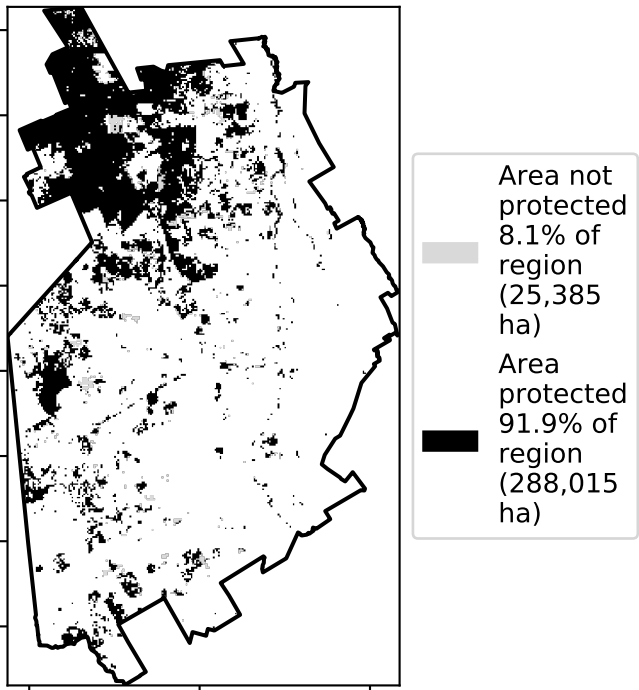 Area not
protected
8.1% of
region
(25,385
ha)
Area
protected
91.9% of
region
(288,015
ha)